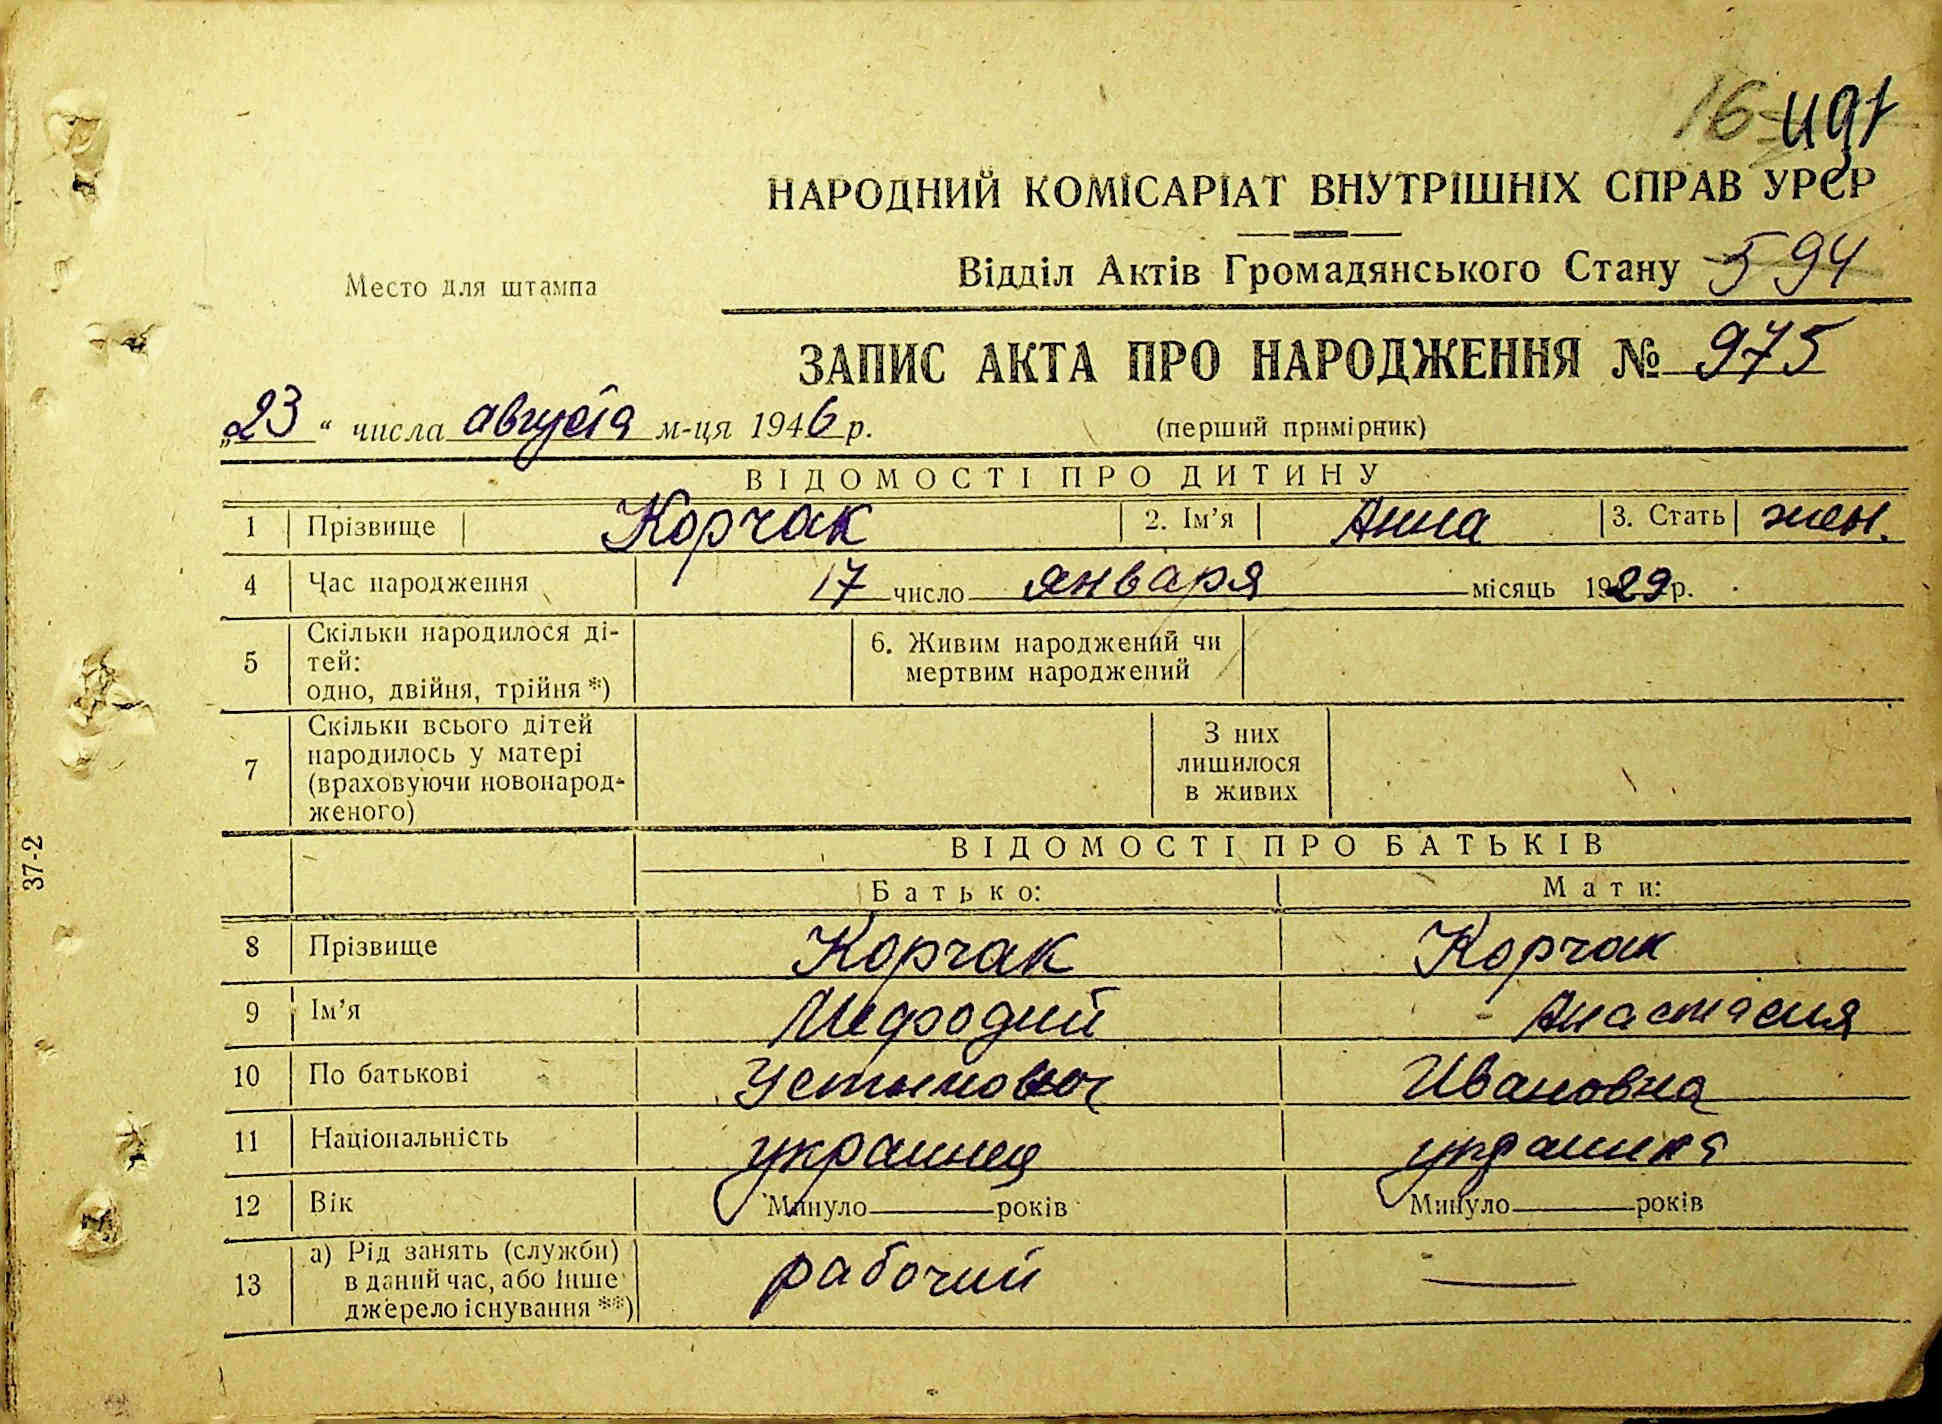 16
НАРОДНИЙ КОМІСАРІАТ ВНУТРІШНІХ СПРАВ УРСР
Место для штампа
Відділ Актів Громадянського Стану 594
ЗАПИС АКТА ПРО НАРОДЖЕННЯ № 975
„23“ числа августа м-ця 1946 р. (перший примірник)
ВІДОМОСТІ ПРО ДИТИНУ
1 Прізвище Корчак 2. Ім'я Анна 3. Стать жен.
4 Час народження 17 число января місяць 1929 р.
5 Скільки народилося ді-
тей:
одно, двійня, трійня *)
6. Живим народжений чи
мертвим народжений
7 Скільки всього дітей
народилось у матері
(враховуючи новонарод-
женого)
З них
лишилося
в живих
ВІДОМОСТІ ПРО БАТЬКІВ
Батько: Мати:
8 Прізвище Корчак Корчак
9 Ім'я Мефодий Анастасия
10 По батькові Устинович Ивановна
11 Національність украинец украинка
12 Вік Минуло років Минуло років
13 а) Рід занять (служби)
в даний час, або інше
джерело існування **)
рабочий —
37-2